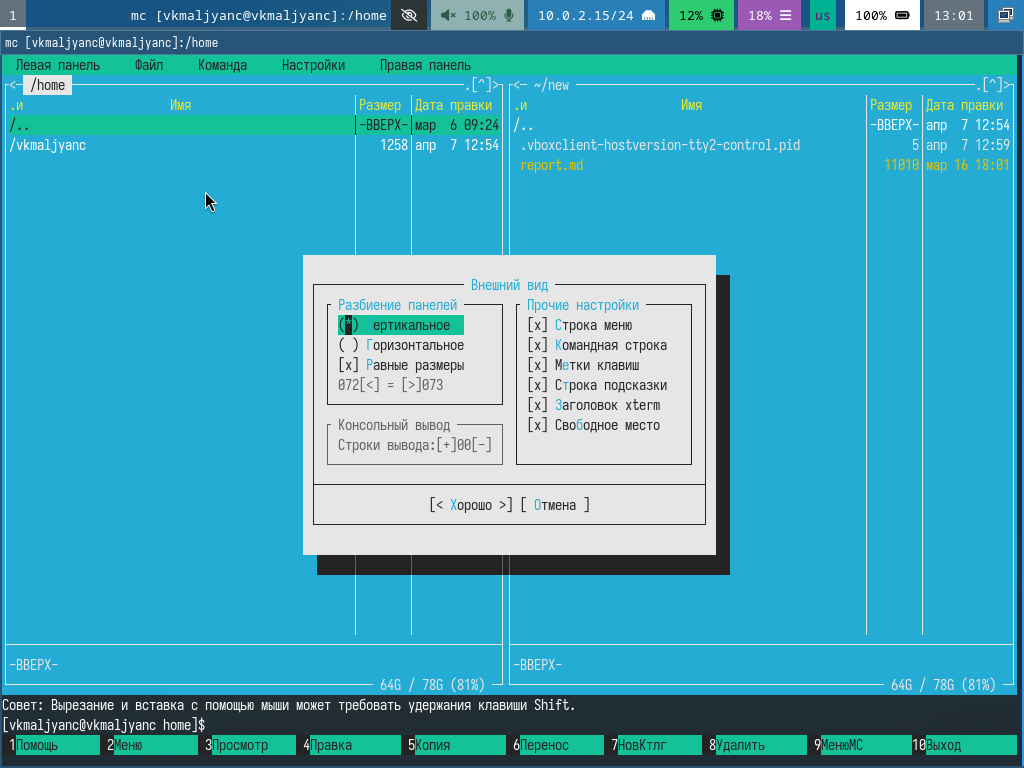 1 mc [vkmaljyanc@vkmaljyanc]:/home 100% 10.0.2.15/24 12% 18% us 100% 13:01
mc [vkmaljyanc@vkmaljyanc]:/home
Левая панель Файл Команда Настройки Правая панель
<─ /home .[^]> <─ ~/new .[^]>
.и Имя Размер Дата правки .и Имя Размер Дата правки
/.. -ВВЕРХ- мар 6 09:24 /.. -ВВЕРХ- апр 7 12:54
/vkmaljyanc 1258 апр 7 12:54 .vboxclient-hostversion-tty2-control.pid 5 апр 7 12:59
report.md 11010 мар 16 18:01
Внешний вид
Разбиение панелей Прочие настройки
(*) ертикальное [x] Строка меню
( ) Горизонтальное [x] Командная строка
[x] Равные размеры [x] Метки клавиш
072[<] = [>]073 [x] Строка подсказки
[x] Заголовок xterm
Консольный вывод [x] Свободное место
Строки вывода:[+]00[-]
[< Хорошо >] [ Отмена ]
-ВВЕРХ- -ВВЕРХ-
64G / 78G (81%) 64G / 78G (81%)
Совет: Вырезание и вставка с помощью мыши может требовать удержания клавиши Shift.
[vkmaljyanc@vkmaljyanc home]$
1Помощь 2Меню 3Просмотр 4Правка 5Копия 6Перенос 7НовКтлг 8Удалить 9МенюMC 10Выход